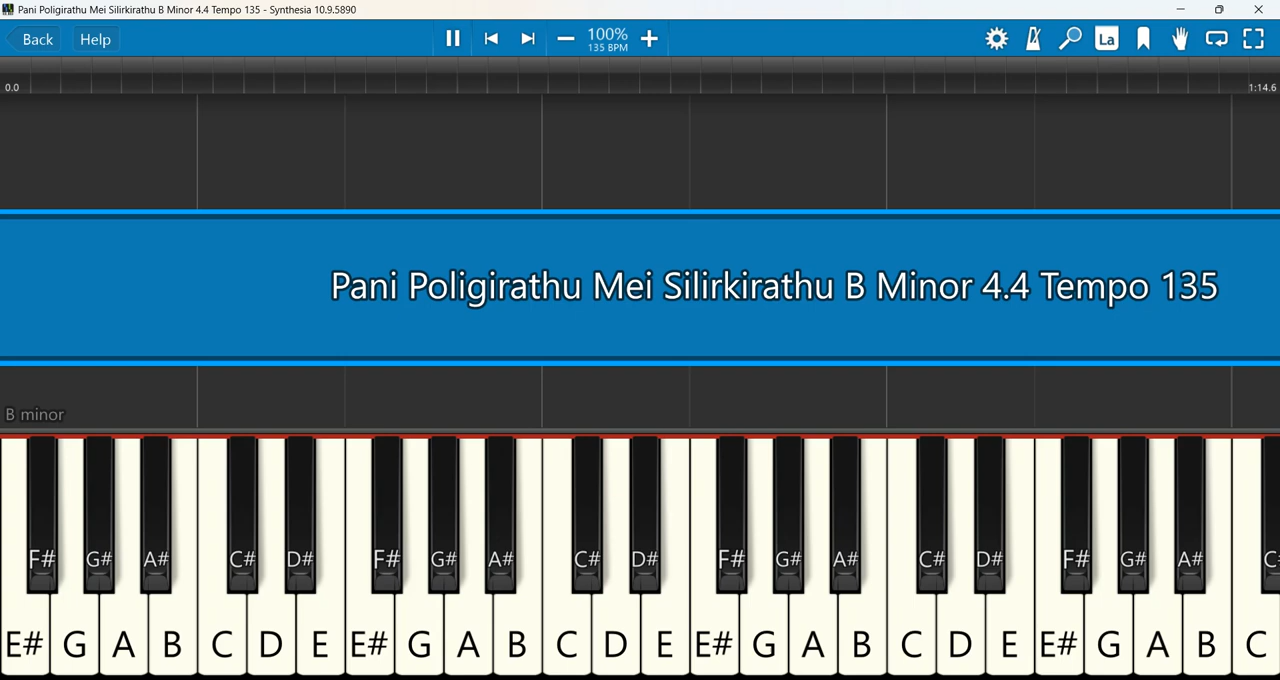 Pani Poligirathu Mei Silirkirathu B Minor 4.4 Tempo 135 - Synthesia 10.9.5890
Back Help 100% La
135 BPM
0.0 1:14.6
Pani Poligirathu Mei Silirkirathu B Minor 4.4 Tempo 135
B minor
F# G# A# C# D# F# G# A# C# D# F# G# A# C# D# F# G# A# C
E# G A B C D E E# G A B C D E E# G A B C D E E# G A B C